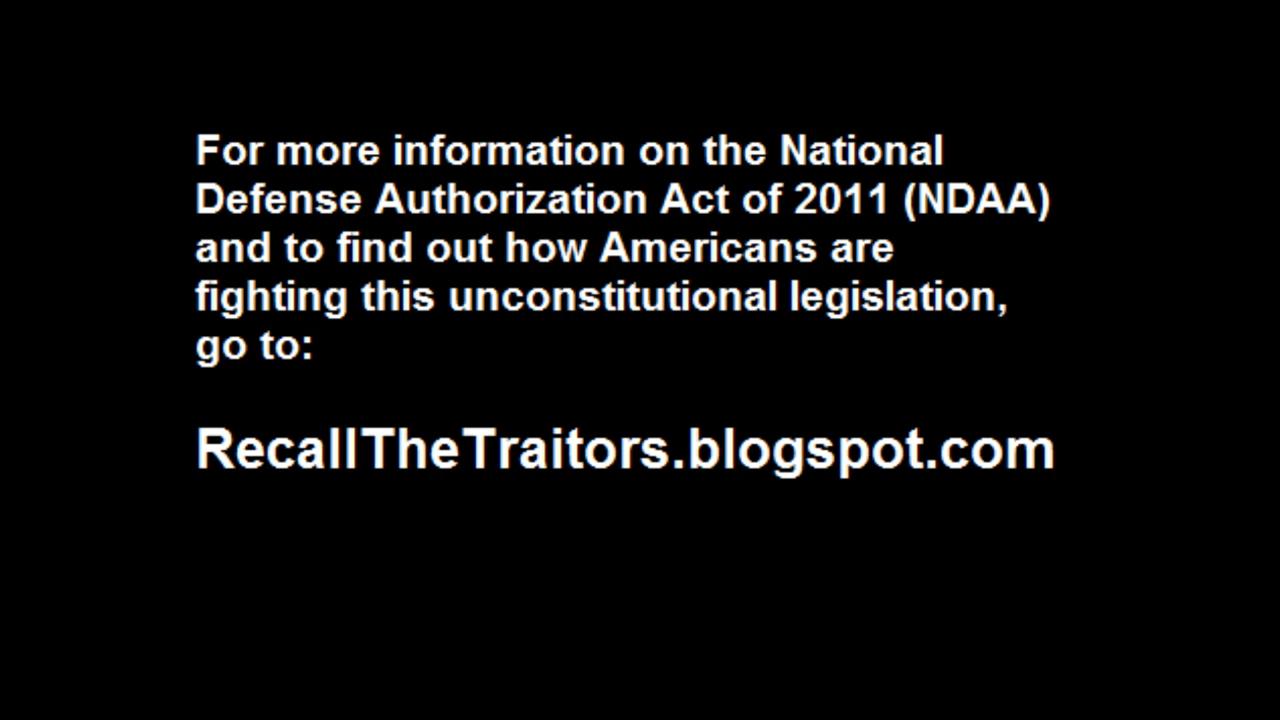 For more information on the National
Defense Authorization Act of 2011 (NDAA)
and to find out how Americans are
fighting this unconstitutional legislation,
go to:
RecallTheTraitors.blogspot.com